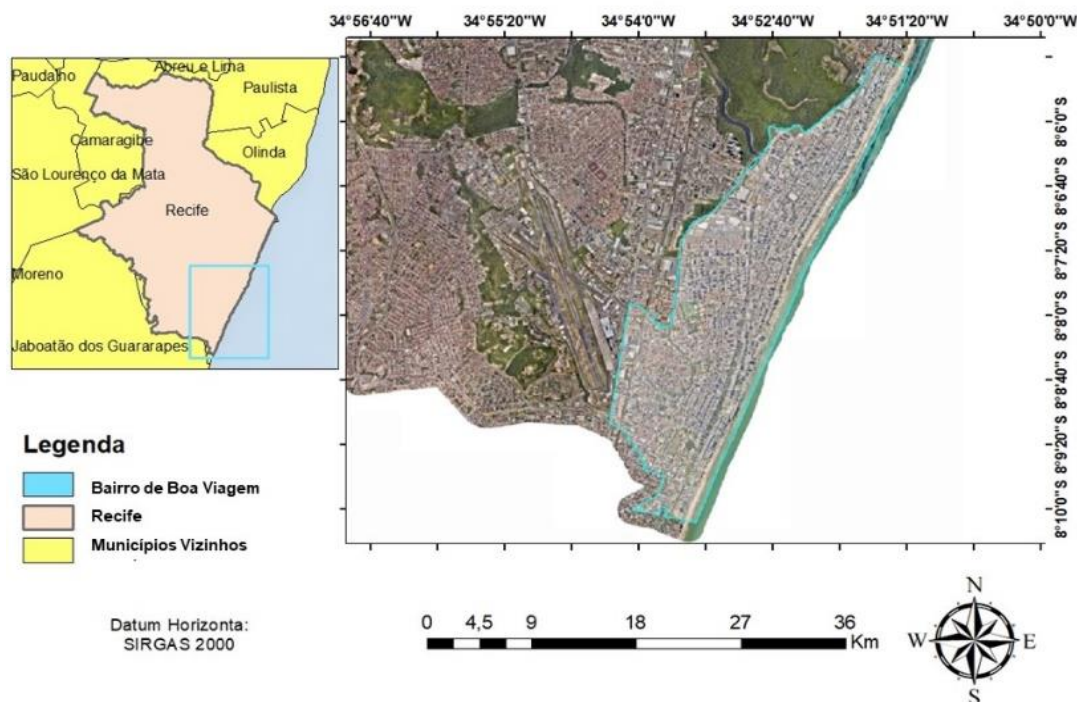 34°56'40"W 34°55'20"W 34°54'0"W 34°52'40"W 34°51'20"W 34°50'0"W
Paudalho
Abreu e Lima
Paulista
Camaragibe
Olinda
São Lourenço da Mata
Recife
Moreno
Jaboatão dos Guararapes
8°6'0"S
8°6'40"S
8°7'20"S
8°8'0"S
8°8'40"S
8°9'20"S
8°10'0"S
Legenda
Bairro de Boa Viagem
Recife
Municípios Vizinhos
Datum Horizonta:
SIRGAS 2000
0 4,5 9 18 27 36
Km
N
W E
S